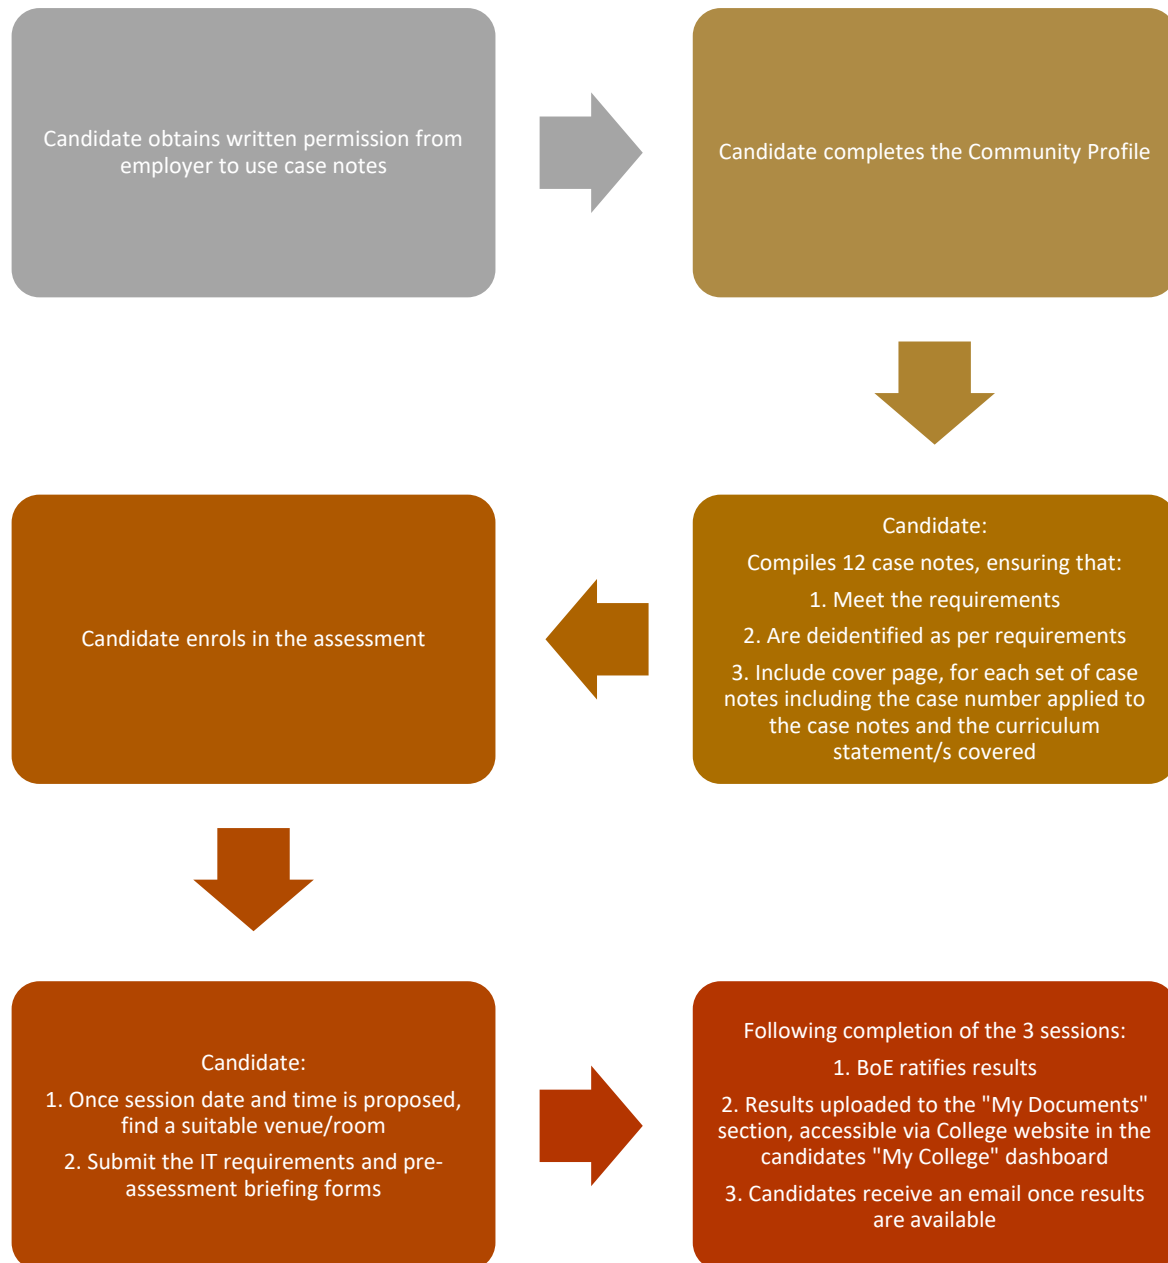 Candidate obtains written permission from
employer to use case notes
Candidate completes the Community Profile
Candidate:
Compiles 12 case notes, ensuring that:
1. Meet the requirements
2. Are deidentified as per requirements
3. Include cover page, for each set of case
notes including the case number applied to
the case notes and the curriculum
statement/s covered
Candidate enrols in the assessment
Candidate:
1. Once session date and time is proposed,
find a suitable venue/room
2. Submit the IT requirements and pre-
assessment briefing forms
Following completion of the 3 sessions:
1. BoE ratifies results
2. Results uploaded to the "My Documents"
section, accessible via College website in the
candidates "My College" dashboard
3. Candidates receive an email once results
are available